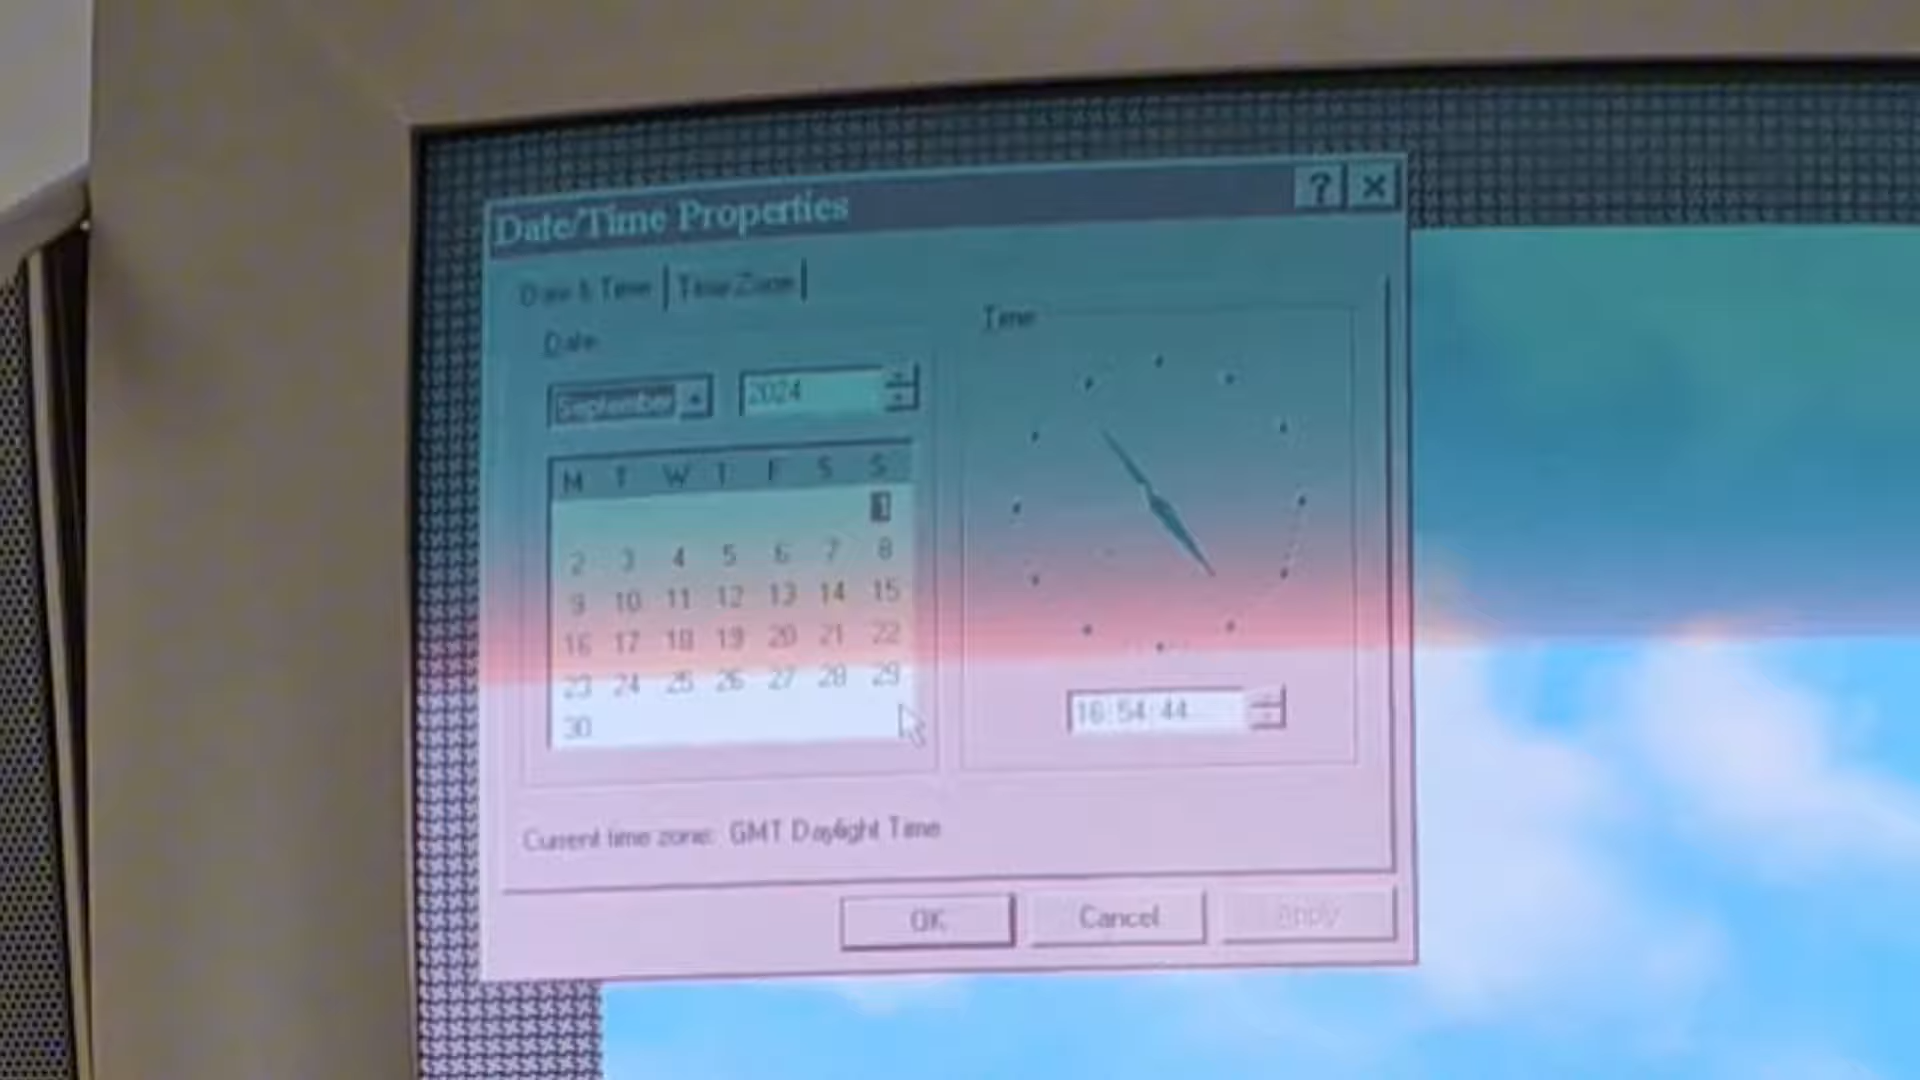 Date/Time Properties ? ×
Date & Time Time Zone
Date
Time
September 2024
M T W T F S S
1
2 3 4 5 6 7 8
9 10 11 12 13 14 15
16 17 18 19 20 21 22
23 24 25 26 27 28 29
30
16:54:44
Current time zone: GMT Daylight Time
OK Cancel Apply